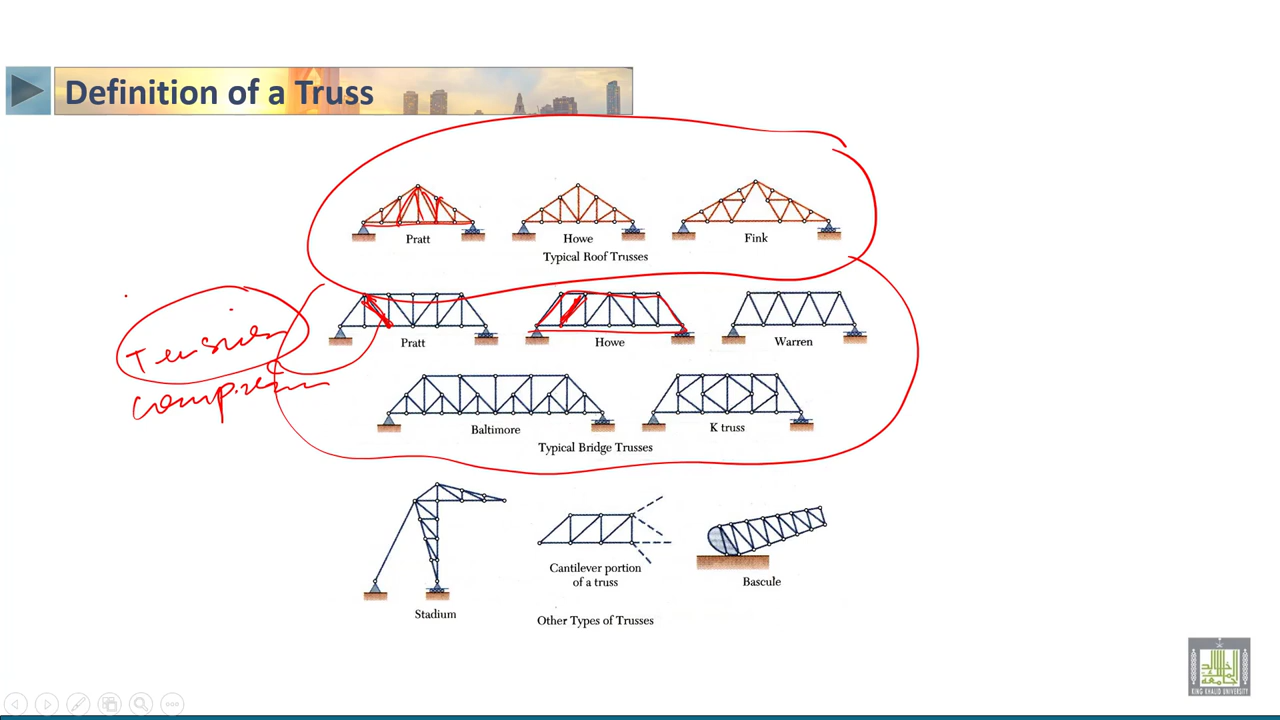 Definition of a Truss
Pratt
Howe
Fink
Typical Roof Trusses
Tension
compression
Pratt
Howe
Warren
Baltimore
K truss
Typical Bridge Trusses
Stadium
Cantilever portion
of a truss
Bascule
Other Types of Trusses
KING KHALID UNIVERSITY